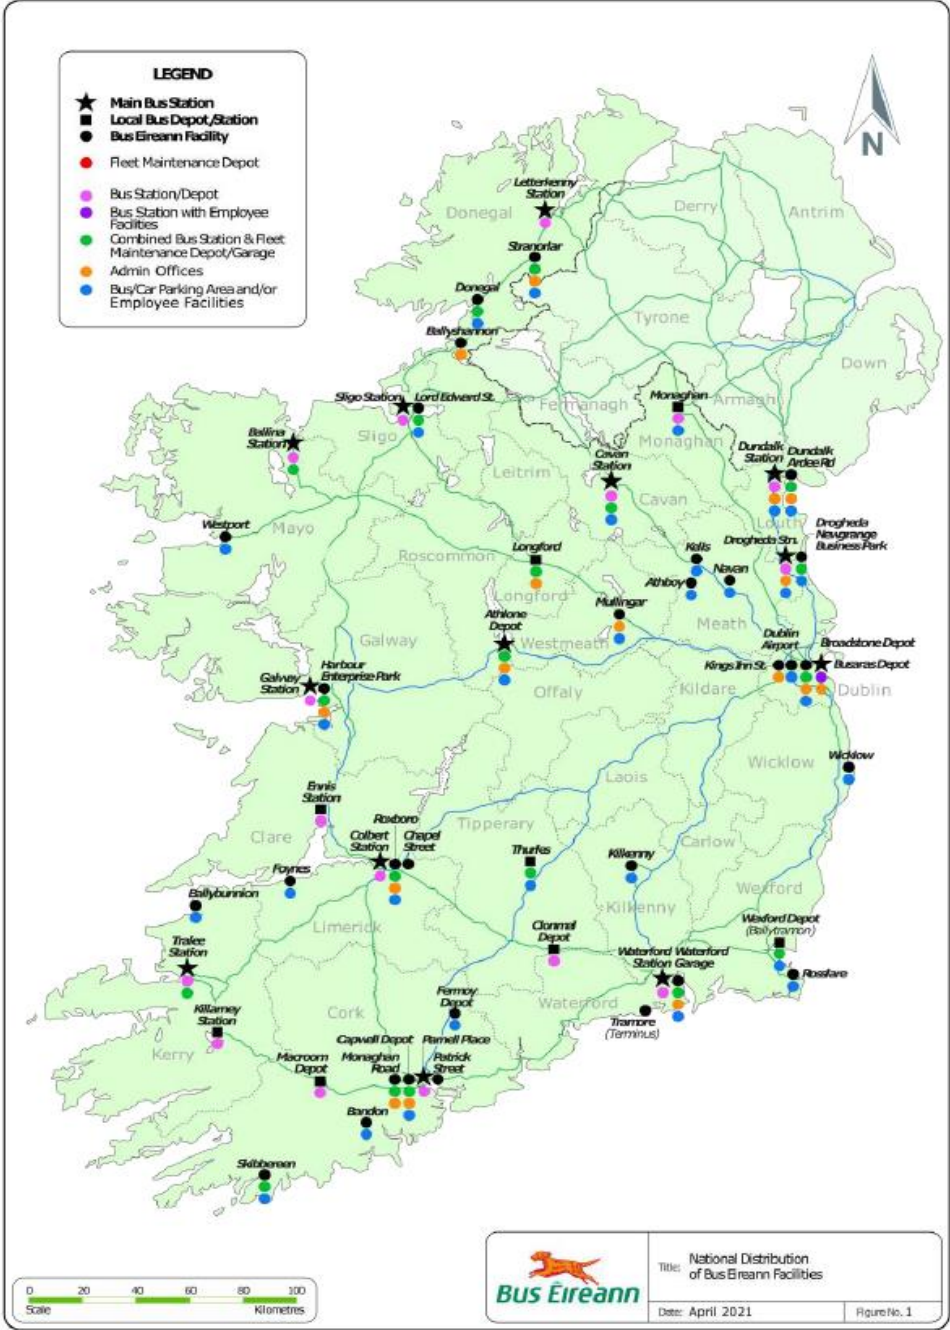 LEGEND
Main Bus Station
Local Bus Depot/Station
Bus Eireann Facility
Fleet Maintenance Depot
Bus Station/Depot
Bus Station with Employee
Facilities
Combined Bus Station & Fleet
Maintenance Depot/Garage
Admin Offices
Bus/Car Parking Area and/or
Employee Facilities
N
Letterkenny
Station
Donegal
Derry
Antrim
Stranorlar
Donegal
Tyrone
Ballyshannon
Down
Sligo Station
Lord Edward St.
Monaghan
Armagh
Fermanagh
Ballina
Station
Sligo
Monaghan
Cavan
Station
Dundalk
Station
Dundalk
Ardee Rd
Leitrim
Cavan
Westport
Mayo
Louth
Drogheda
Newgrange
Business Park
Drogheda Stn.
Roscommon
Longford
Kells
Athboy
Navan
Longford
Mullingar
Athlone
Depot
Westmeath
Meath
Galway
Dublin
Airport
Broadstone Depot
Kings Inn St.
Busaras Depot
Galway
Station
Harbour
Enterprise Park
Offaly
Kildare
Dublin
Wicklow
Wicklow
Ennis
Station
Laois
Roxboro
Tipperary
Clare
Colbert
Station
Chapel
Street
Thurles
Kilkenny
Carlow
Foynes
Ballybunnion
Wexford
Limerick
Kilkenny
Wexford Depot
(Ballytramon)
Tralee
Station
Clonmel
Depot
Waterford
Station
Waterford
Garage
Rosslare
Fermoy
Depot
Waterford
Killarney
Station
Cork
Tramore
(Terminus)
Kerry
Capwell Depot
Parnell Place
Macroom
Depot
Monaghan
Road
Patrick
Street
Bandon
Skibbereen
0 20 40 60 80 100
Scale Kilometres
Bus Éireann
Title: National Distribution
of Bus Eireann Facilities
Date: April 2021
Figure No. 1